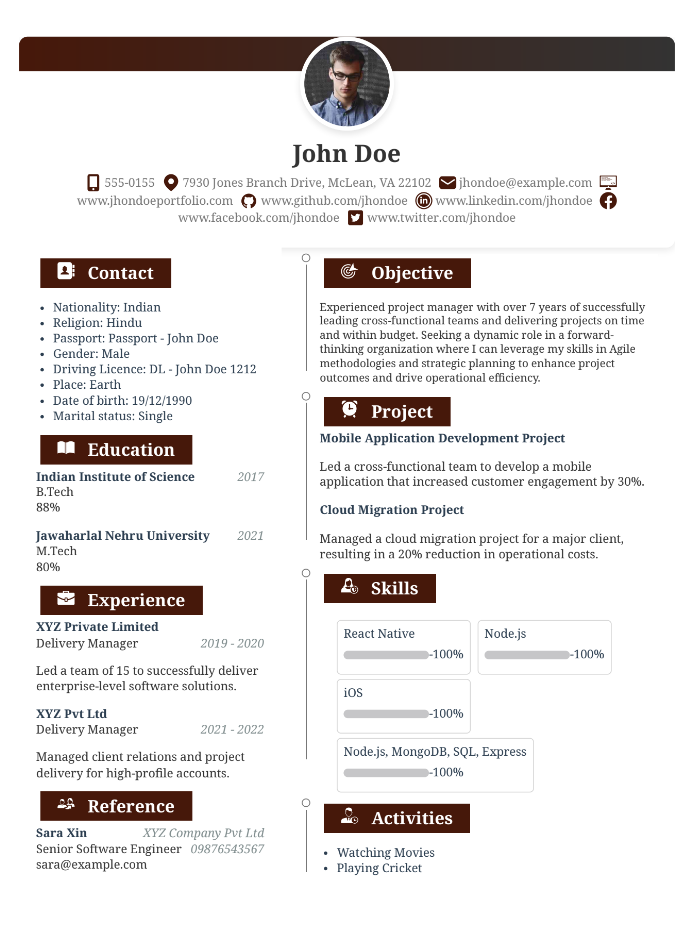 John Doe
555-0155 7930 Jones Branch Drive, McLean, VA 22102 jhondoe@example.com
www.jhondoeportfolio.com www.github.com/jhondoe www.linkedin.com/jhondoe
www.facebook.com/jhondoe www.twitter.com/jhondoe
Contact
• Nationality: Indian
• Religion: Hindu
• Passport: Passport - John Doe
• Gender: Male
• Driving Licence: DL - John Doe 1212
• Place: Earth
• Date of birth: 19/12/1990
• Marital status: Single
Education
Indian Institute of Science 2017
B.Tech
88%
Jawaharlal Nehru University 2021
M.Tech
80%
Experience
XYZ Private Limited
Delivery Manager 2019 - 2020
Led a team of 15 to successfully deliver
enterprise-level software solutions.
XYZ Pvt Ltd
Delivery Manager 2021 - 2022
Managed client relations and project
delivery for high-profile accounts.
Reference
Sara Xin XYZ Company Pvt Ltd
Senior Software Engineer 09876543567
sara@example.com
Objective
Experienced project manager with over 7 years of successfully
leading cross-functional teams and delivering projects on time
and within budget. Seeking a dynamic role in a forward-
thinking organization where I can leverage my skills in Agile
methodologies and strategic planning to enhance project
outcomes and drive operational efficiency.
Project
Mobile Application Development Project
Led a cross-functional team to develop a mobile
application that increased customer engagement by 30%.
Cloud Migration Project
Managed a cloud migration project for a major client,
resulting in a 20% reduction in operational costs.
Skills
React Native Node.js
-100% -100%
iOS
-100%
Node.js, MongoDB, SQL, Express
-100%
Activities
• Watching Movies
• Playing Cricket